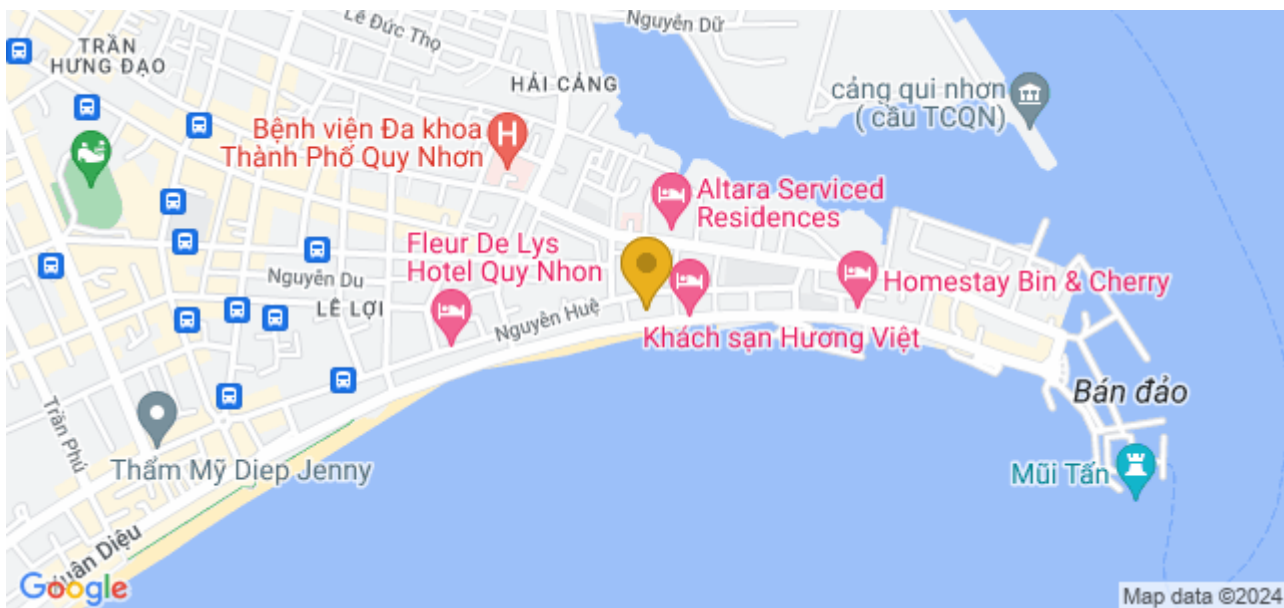 Nguyễn Dữ
Lê Đức Thọ
TRẦN
HƯNG ĐẠO
HẢI CẢNG
cảng qui nhơn
( cầu TCQN)
Bệnh viện Đa khoa
Thành Phố Quy Nhơn
H
Altara Serviced
Residences
Fleur De Lys
Hotel Quy Nhon
Nguyễn Du
LÊ LỢI
Nguyễn Huệ
Homestay Bin & Cherry
Khách sạn Hương Việt
Bán đảo
Trần Phú
Thẩm Mỹ Diep Jenny
Mũi Tấn
uân Diệu
Google
Map data ©2024